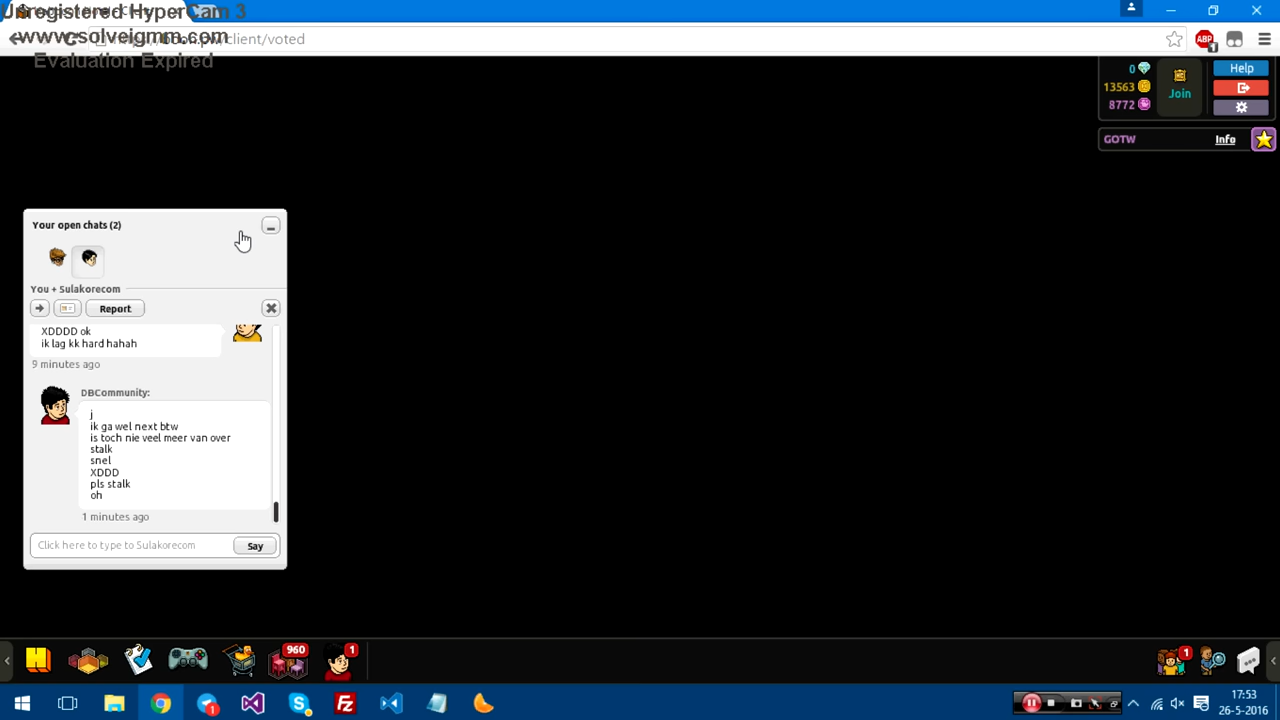 Unregistered HyperCam 3
www.solveigmm.com
client/voted
Evaluation Expired
ABP
1
0
13563
8772
Join
Help
GOTW
Info
Your open chats (2)
You + Sulakorecom
Report
XDDDD ok
ik lag kk hard hahah
9 minutes ago
DBCommunity:
j
ik ga wel next btw
is toch nie veel meer van over
stalk
snel
XDDD
pls stalk
oh
1 minutes ago
Click here to type to Sulakorecom
Say
960
1
1
1
17:53
26-5-2016